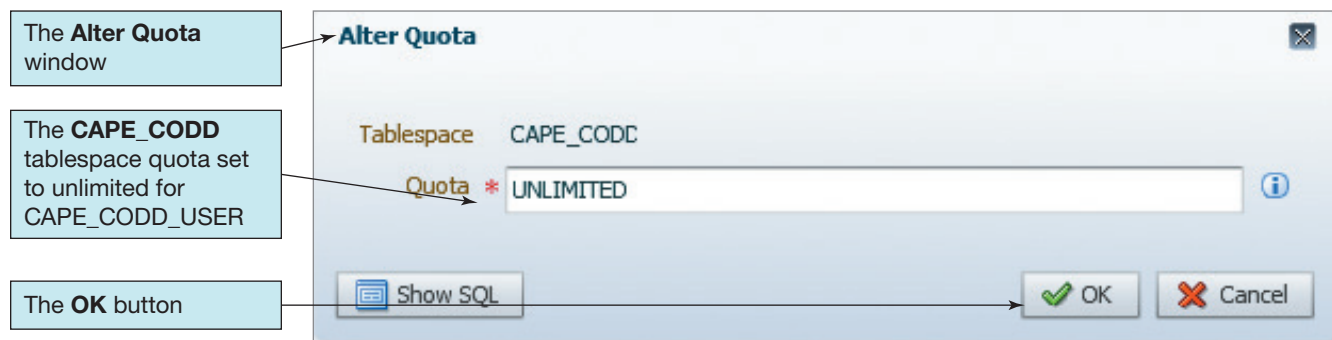 The Alter Quota
window
Alter Quota
The CAPE_CODD
tablespace quota set
to unlimited for
CAPE_CODD_USER
Tablespace CAPE_CODD
Quota * UNLIMITED
The OK button
Show SQL
OK
Cancel